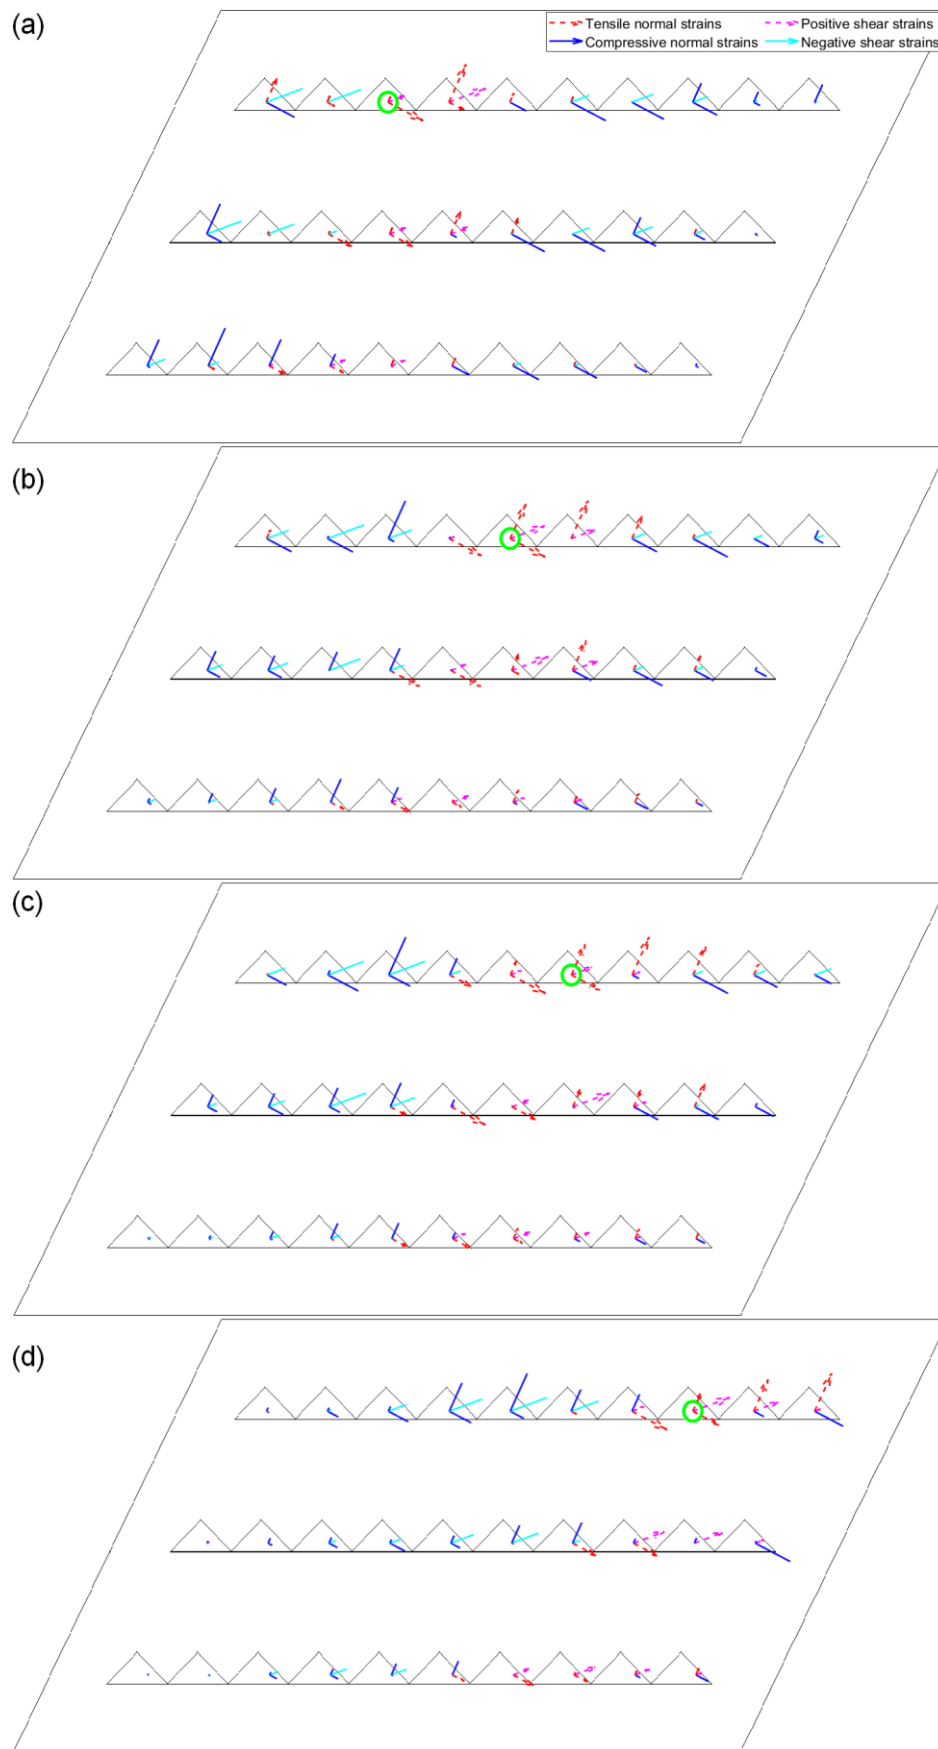 (a)
Tensile normal strains Positive shear strains
Compressive normal strains Negative shear strains
(b)
(c)
(d)